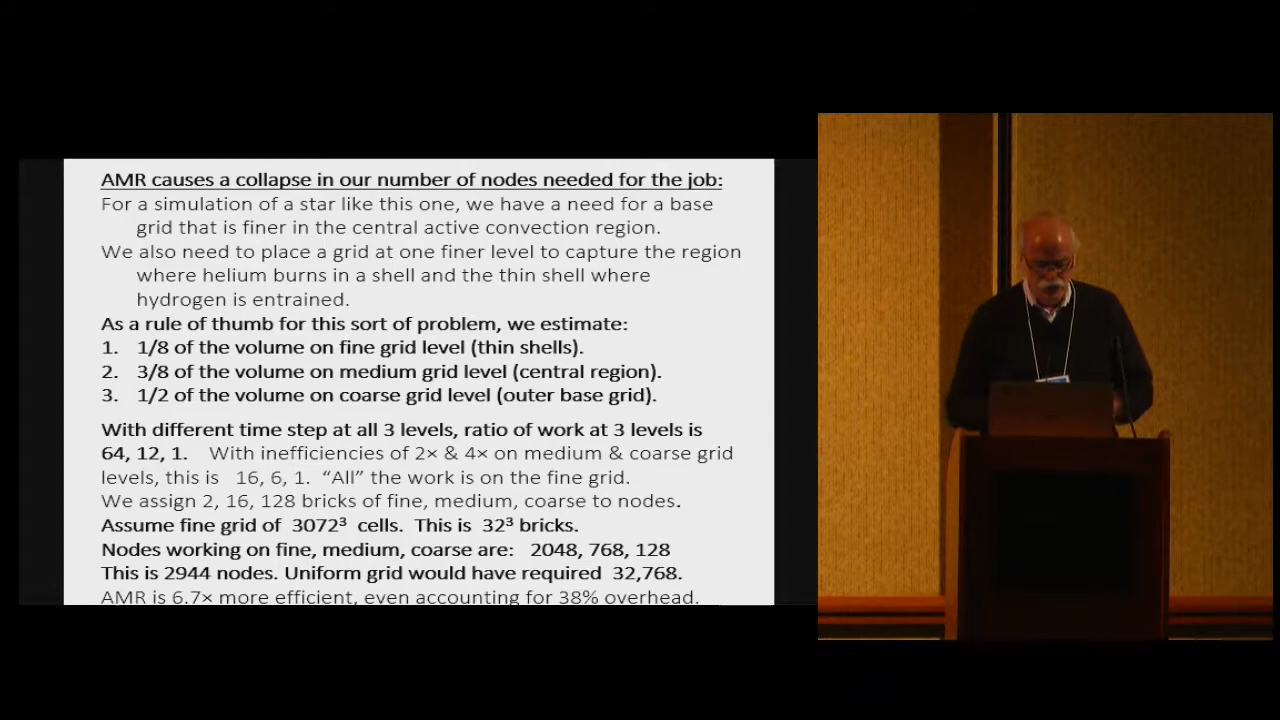 AMR causes a collapse in our number of nodes needed for the job:
For a simulation of a star like this one, we have a need for a base
grid that is finer in the central active convection region.
We also need to place a grid at one finer level to capture the region
where helium burns in a shell and the thin shell where
hydrogen is entrained.
As a rule of thumb for this sort of problem, we estimate:
1. 1/8 of the volume on fine grid level (thin shells).
2. 3/8 of the volume on medium grid level (central region).
3. 1/2 of the volume on coarse grid level (outer base grid).
With different time step at all 3 levels, ratio of work at 3 levels is
64, 12, 1. With inefficiencies of 2× & 4× on medium & coarse grid
levels, this is 16, 6, 1. “All” the work is on the fine grid.
We assign 2, 16, 128 bricks of fine, medium, coarse to nodes.
Assume fine grid of 3072³ cells. This is 32³ bricks.
Nodes working on fine, medium, coarse are: 2048, 768, 128
This is 2944 nodes. Uniform grid would have required 32,768.
AMR is 6.7× more efficient, even accounting for 38% overhead.